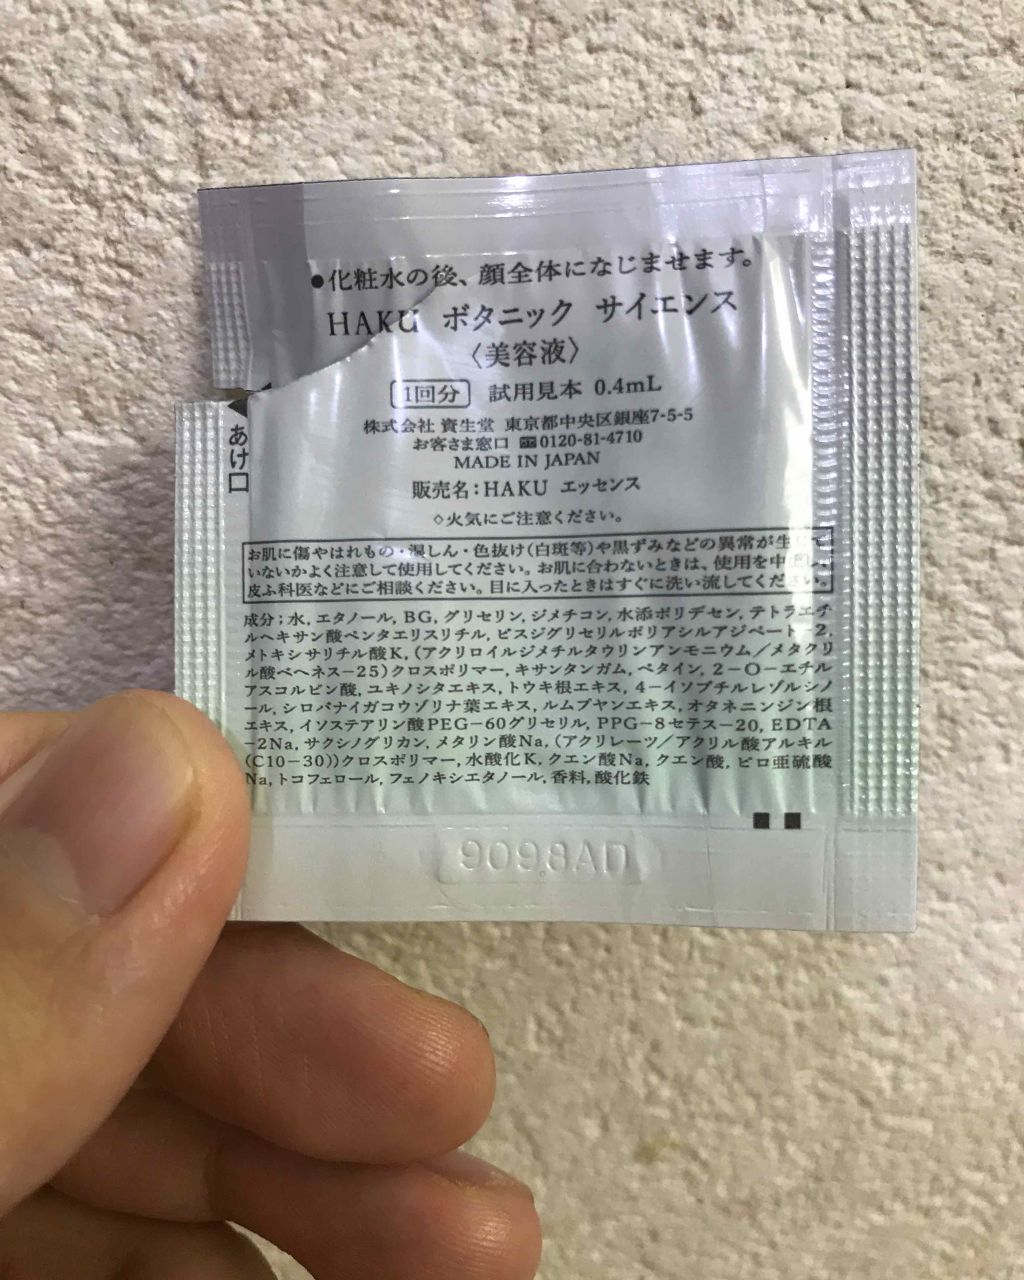 ●化粧水の後、顔全体になじませます。
HAKU ボタニック サイエンス
〈美容液〉
1回分 試用見本 0.4mL
株式会社 資生堂 東京都中央区銀座7-5-5
お客さま窓口 0120-81-4710
MADE IN JAPAN
あけ口
販売名:HAKU エッセンス
◇火気にご注意ください。
お肌に傷やはれもの・湿しん・色抜け(白斑等)や黒ずみなどの異常が生じて
いないかよく注意して使用してください。お肌に合わないときは、使用を中止し、
皮ふ科医などにご相談ください。目に入ったときはすぐに洗い流してください。
成分;水, エタノール, BG, グリセリン, ジメチコン, 水添ポリデセン, テトラエチ
ルヘキサン酸ペンタエリスリチル, ビスジグリセリルポリアシルアジペート-2,
メトキシサリチル酸K, (アクリロイルジメチルタウリンアンモニウム/メタクリ
ル酸ベヘネス-25)クロスポリマー, キサンタンガム, ベタイン, 2-O-エチル
アスコルビン酸, ユキノシタエキス, トウキ根エキス, 4-イソブチルレゾルシノ
ール, シロバナイガコウゾリナ葉エキス, ルムプヤンエキス, オタネニンジン根
エキス, イソステアリン酸PEG-60グリセリル, PPG-8セテス-20, EDTA
-2Na, サクシノグリカン, メタリン酸Na, (アクリレーツ/アクリル酸アルキル
(C10-30))クロスポリマー, 水酸化K, クエン酸Na, クエン酸, ピロ亜硫酸
Na, トコフェロール, フェノキシエタノール, 香料, 酸化鉄